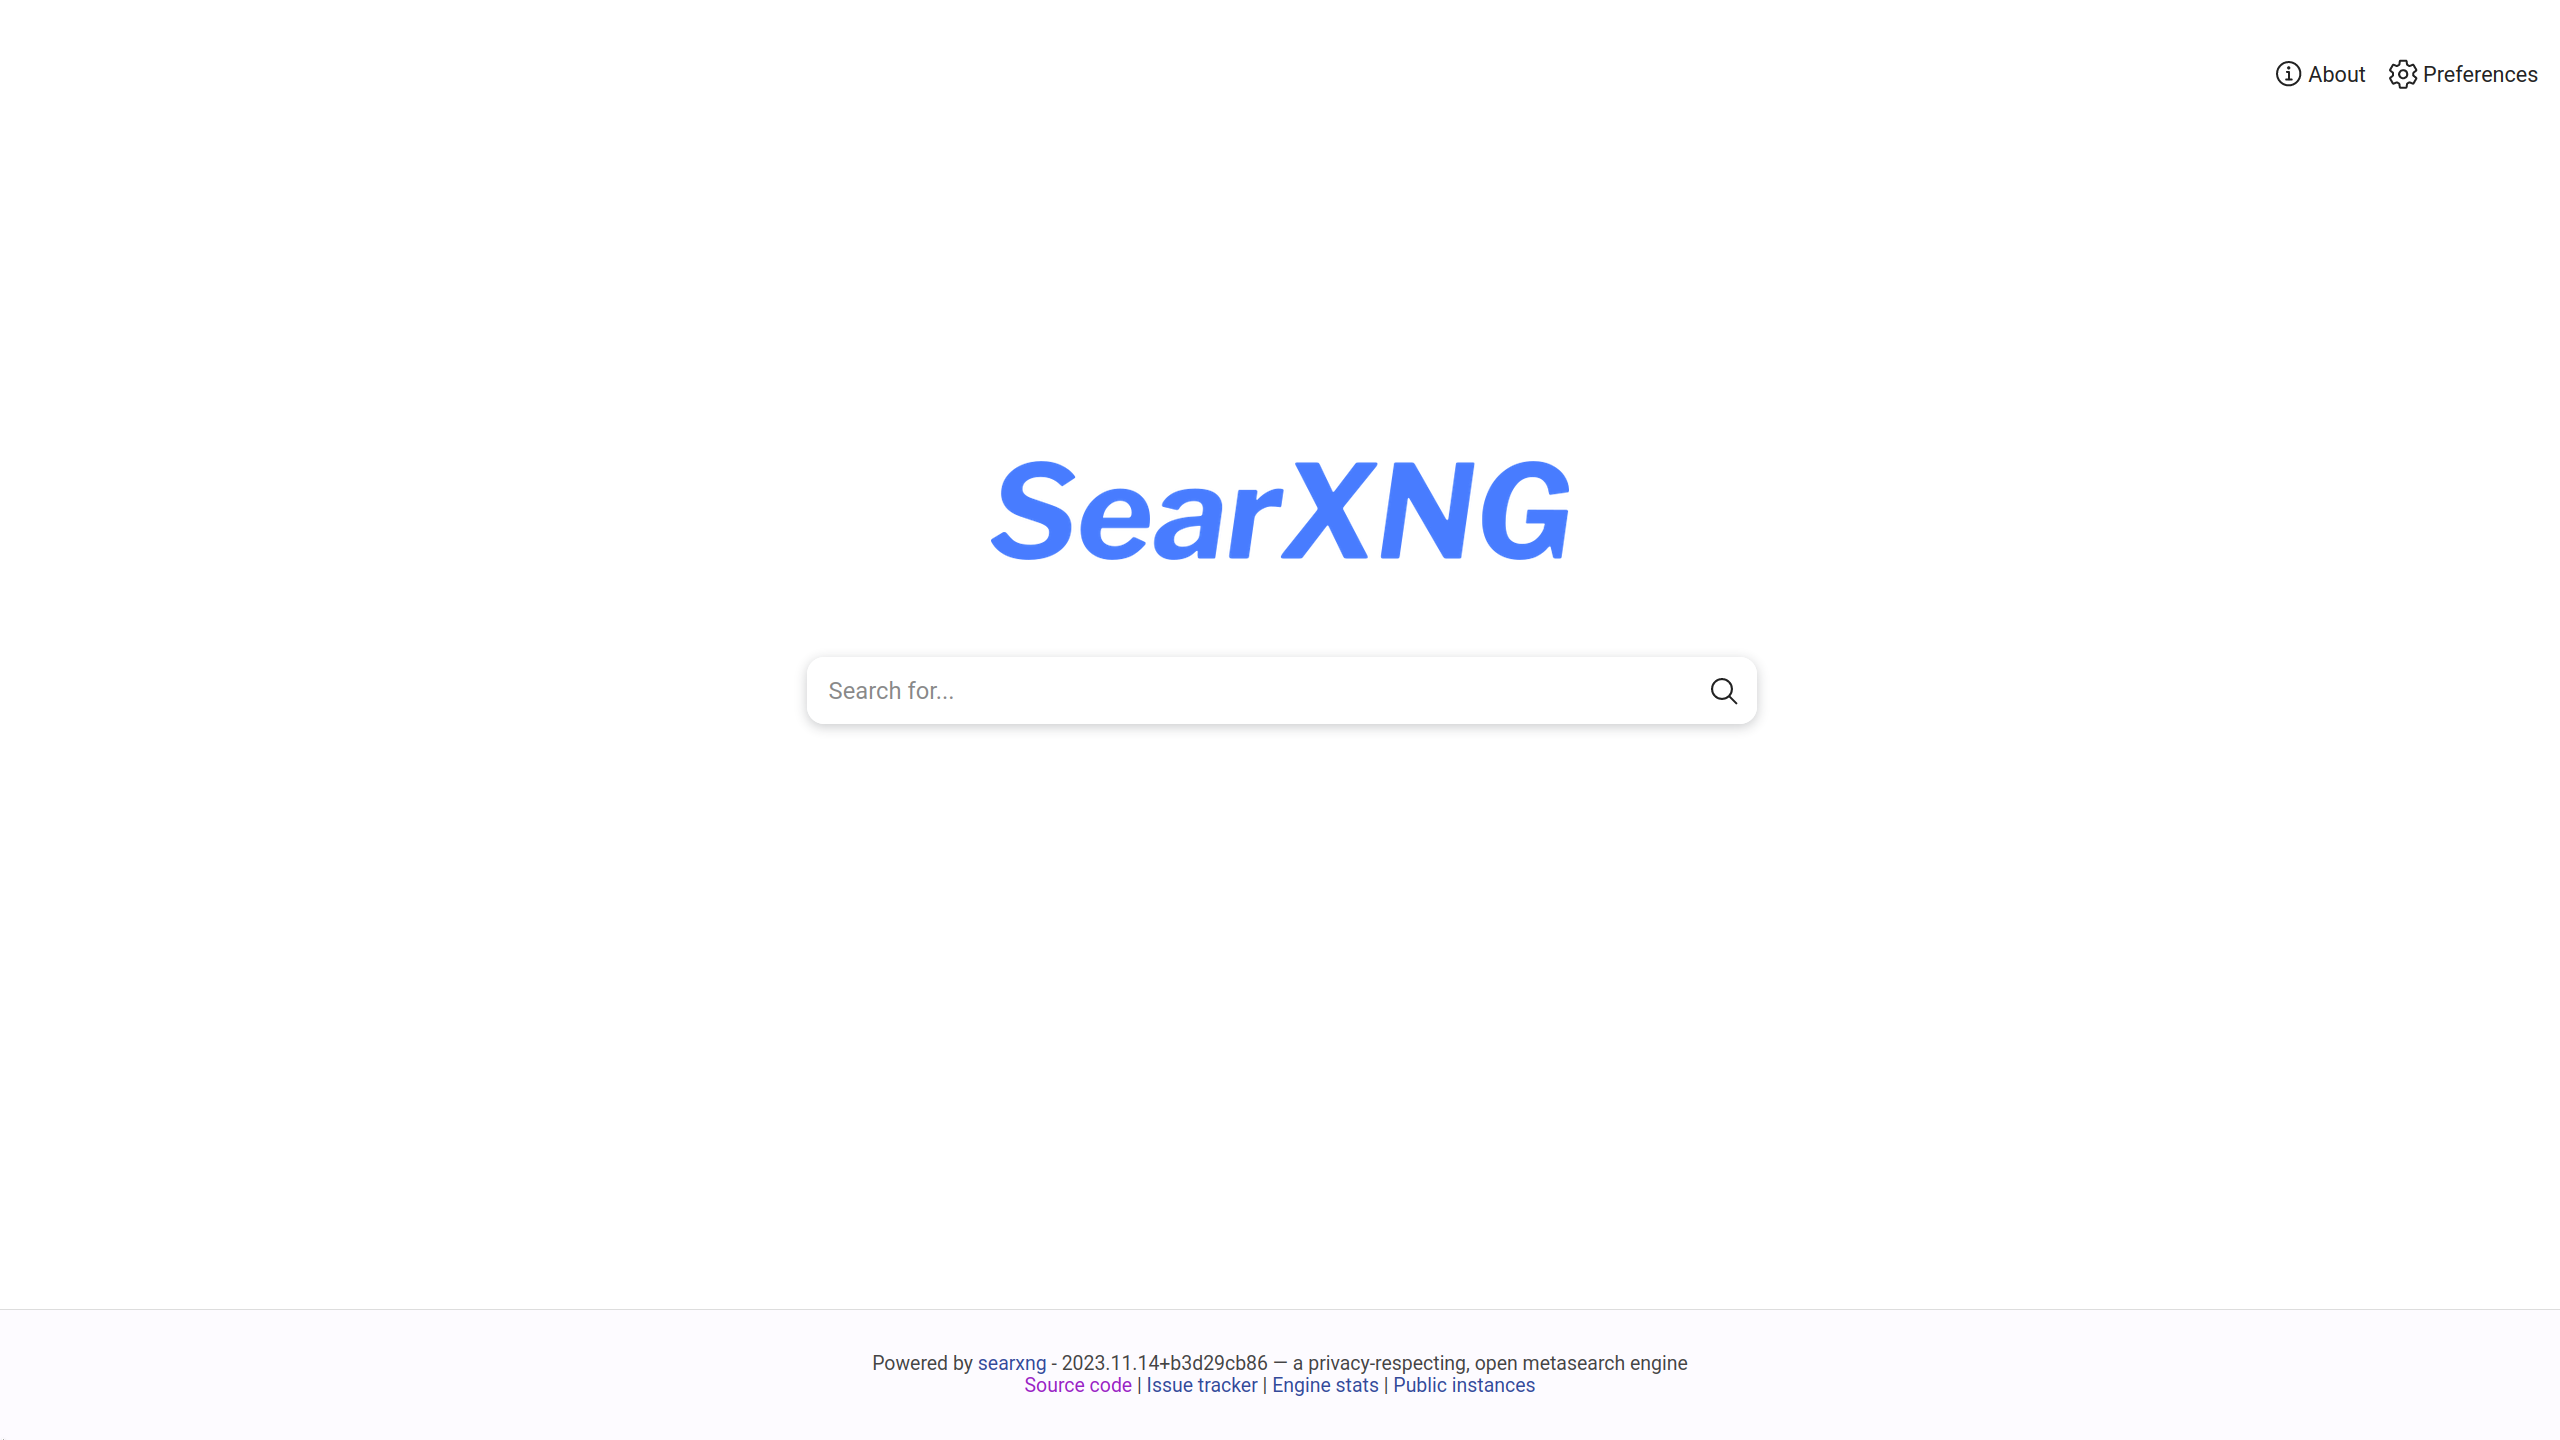 About Preferences
SearXNG
Search for...
Powered by searxng - 2023.11.14+b3d29cb86 — a privacy-respecting, open metasearch engine
Source code | Issue tracker | Engine stats | Public instances